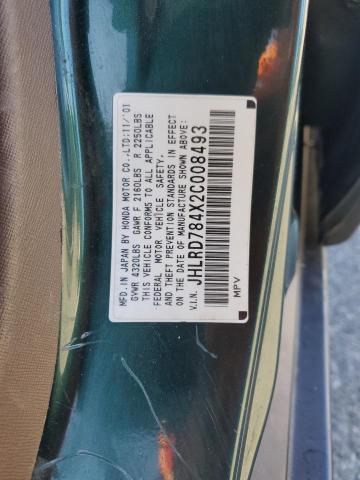 MFD.IN JAPAN BY HONDA MOTOR CO.,LTD:11/'01
GVWR 4320LBS GAWR F 2160LBS R 2250LBS
THIS VEHICLE CONFORMS TO ALL APPLICABLE
FEDERAL MOTOR VEHICLE SAFETY,
AND THEFT PREVENTION STANDARDS IN EFFECT
ON THE DATE OF MANUFACTURE SHOWN ABOVE.
V.I.N. JHLRD784X2C008493
MPV